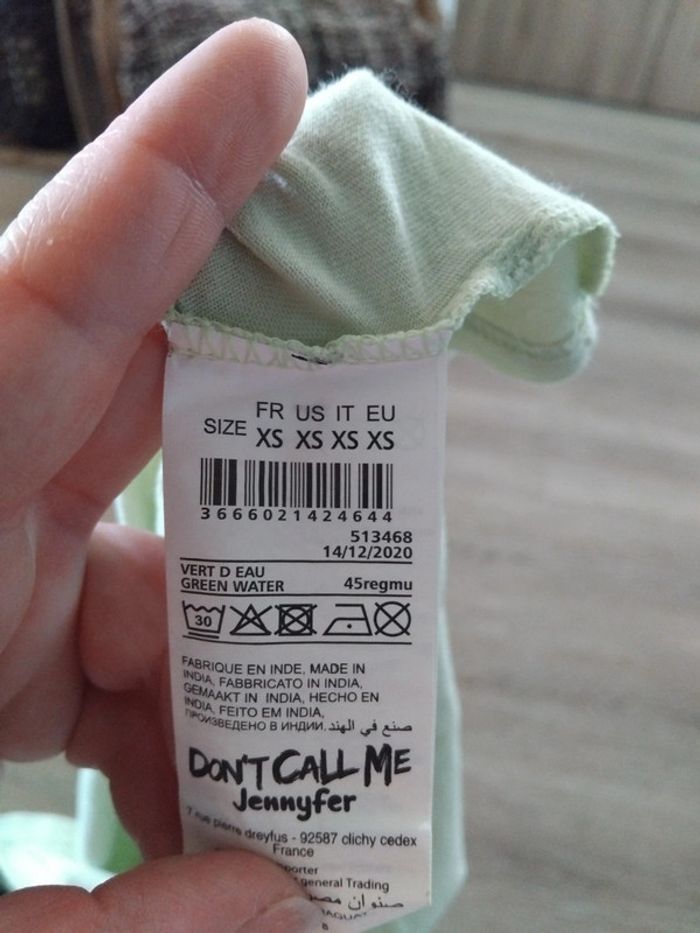 FR US IT EU
SIZE XS XS XS XS
3666021424644
513468
14/12/2020
VERT D EAU
GREEN WATER 45regmu
30
FABRIQUE EN INDE, MADE IN
INDIA, FABBRICATO IN INDIA,
GEMAAKT IN INDIA, HECHO EN
INDIA, FEITO EM INDIA,
ПРОИЗВЕДЕНО В ИНДИИ, صنع في الهند
DON'T CALL ME
Jennyfer
7 rue pierre dreyfus - 92587 clichy cedex
France
general Trading